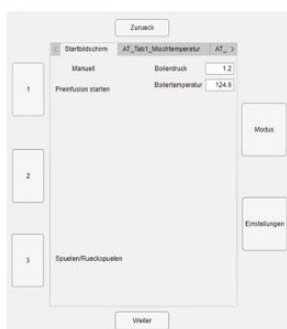 Zurueck
Startbildschirm AT_Tab1_Mischtemperatur AT_ >
Manuell Boilerdruck 1.2
1
Preinfusion starten Boilertemperatur 124.6
Modus
2
Einstellungen
3 Spuelen/Rueckspuelen
Weiter